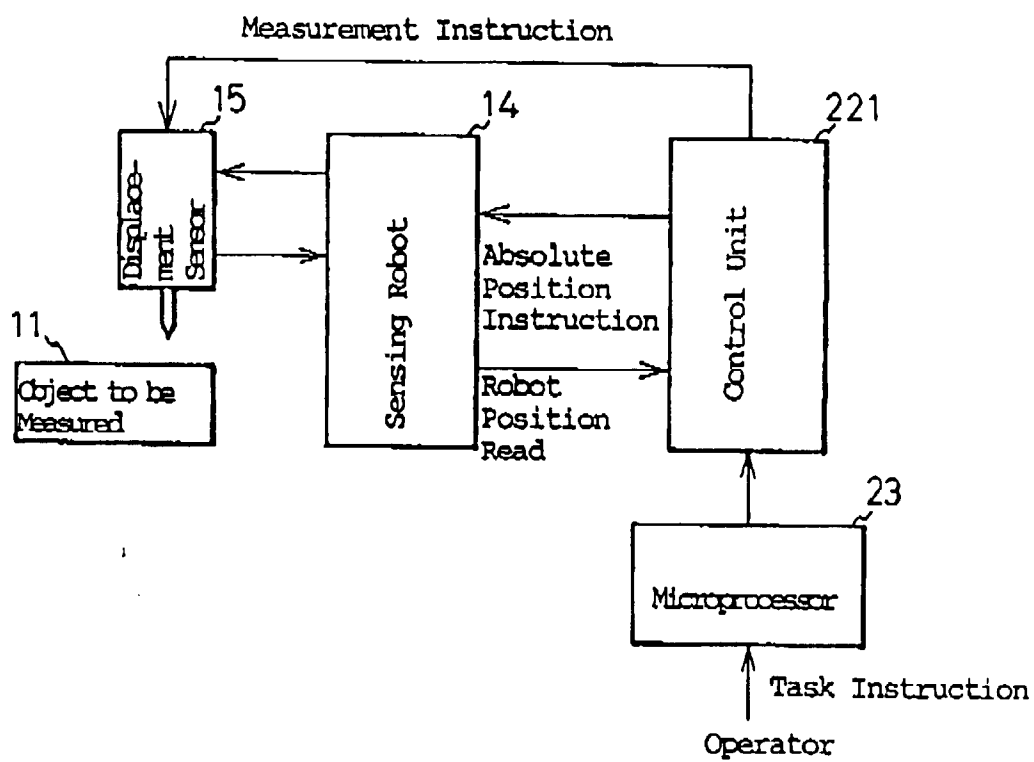 Measurement Instruction
15
14
221
Displace-
ment
Sensor
Sensing Robot
Control Unit
Absolute
Position
Instruction
11
Object to be
Measured
Robot
Position
Read
23
Microprocessor
Task Instruction
Operator